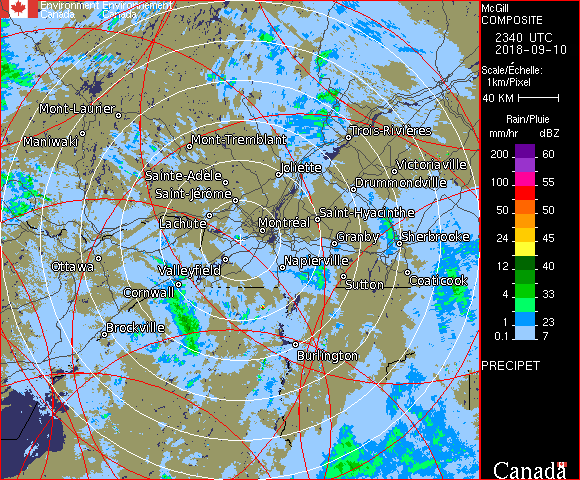 Environment Environnement
Canada Canada
McGill
COMPOSITE
2340 UTC
2018-09-10
Scale/Échelle:
1km/Pixel
40 KM
Rain/Pluie
mm/hr dBZ
200 60
100 55
50 50
24 45
12 40
4 33
1 23
0.1 7
PRECIPET
Canada
Mont-Laurier
Maniwaki
Mont-Tremblant
Trois-Rivières
Sainte-Adèle
Joliette
Victoriaville
Saint-Jérôme
Drummondville
Lachute
Montréal
Saint-Hyacinthe
Granby
Sherbrooke
Ottawa
Valleyfield
Napierville
Sutton
Coaticook
Cornwall
Brockville
Burlington